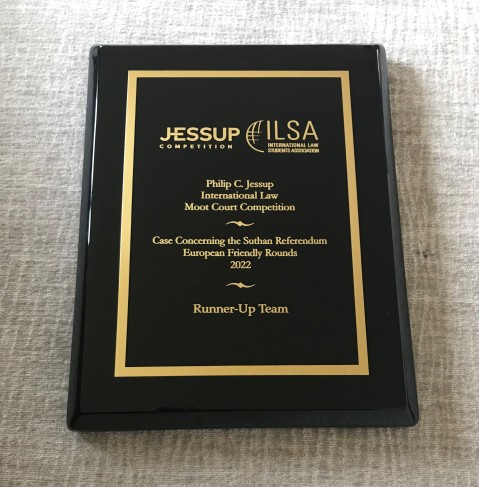 JESSUP
COMPETITION
ILSA
INTERNATIONAL LAW
STUDENTS ASSOCIATION
Philip C. Jessup
International Law
Moot Court Competition
Case Concerning the Suthan Referendum
European Friendly Rounds
2022
Runner-Up Team